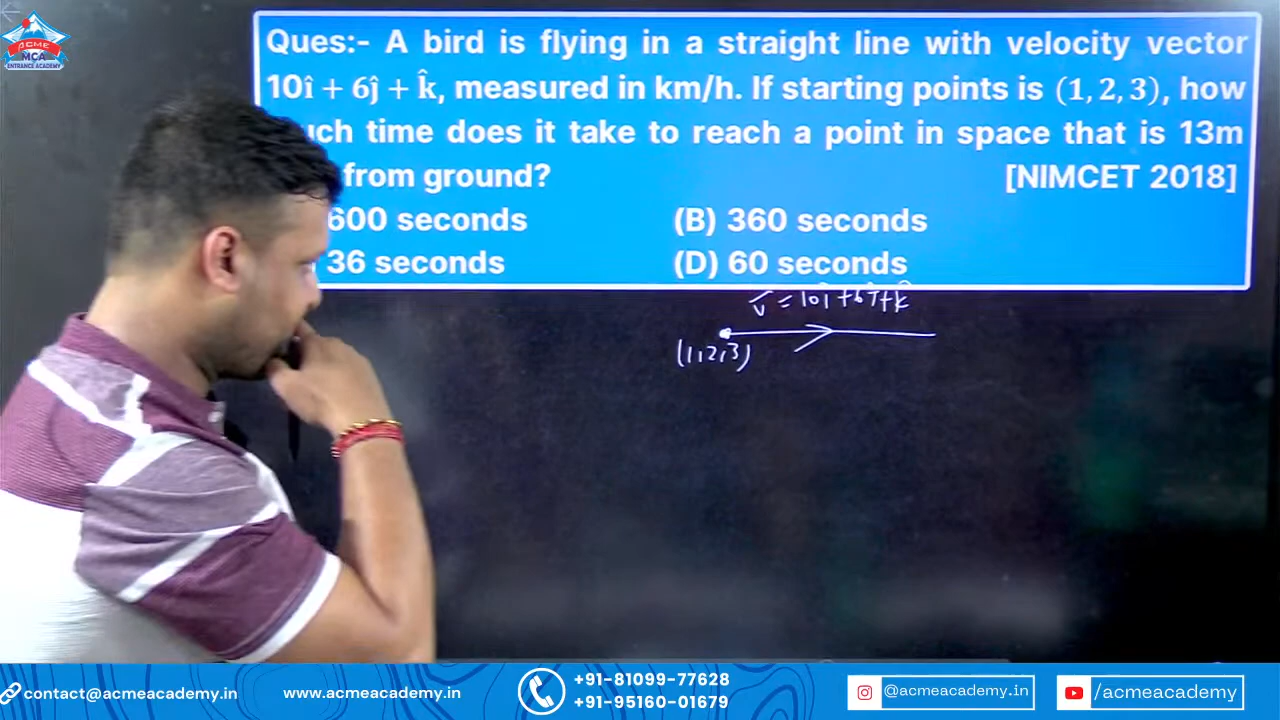 ACME
MCA
ENTRANCE ACADEMY
Ques:- A bird is flying in a straight line with velocity vector
10î + 6ĵ + k̂, measured in km/h. If starting points is (1, 2, 3), how
time does it take to reach a point in space that is 13m
from ground? [NIMCET 2018]
600 seconds (B) 360 seconds
36 seconds (D) 60 seconds
v̄ = 10î + 6ĵ + k̂
(1,2,3)
contact@acmeacademy.in www.acmeacademy.in +91-81099-77628 @acmeacademy.in /acmeacademy
+91-95160-01679